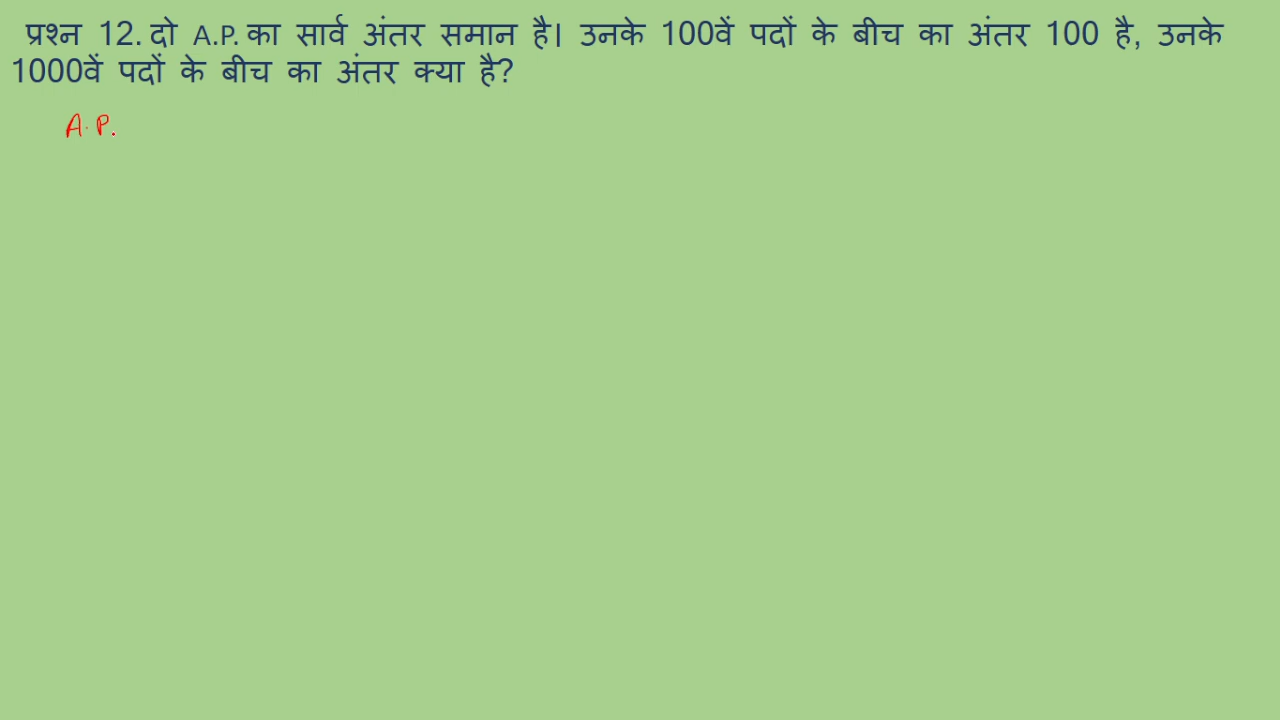 प्रश्न 12. दो A.P. का सार्व अंतर समान है। उनके 100वें पदों के बीच का अंतर 100 है, उनके
1000वें पदों के बीच का अंतर क्या है?
A.P.